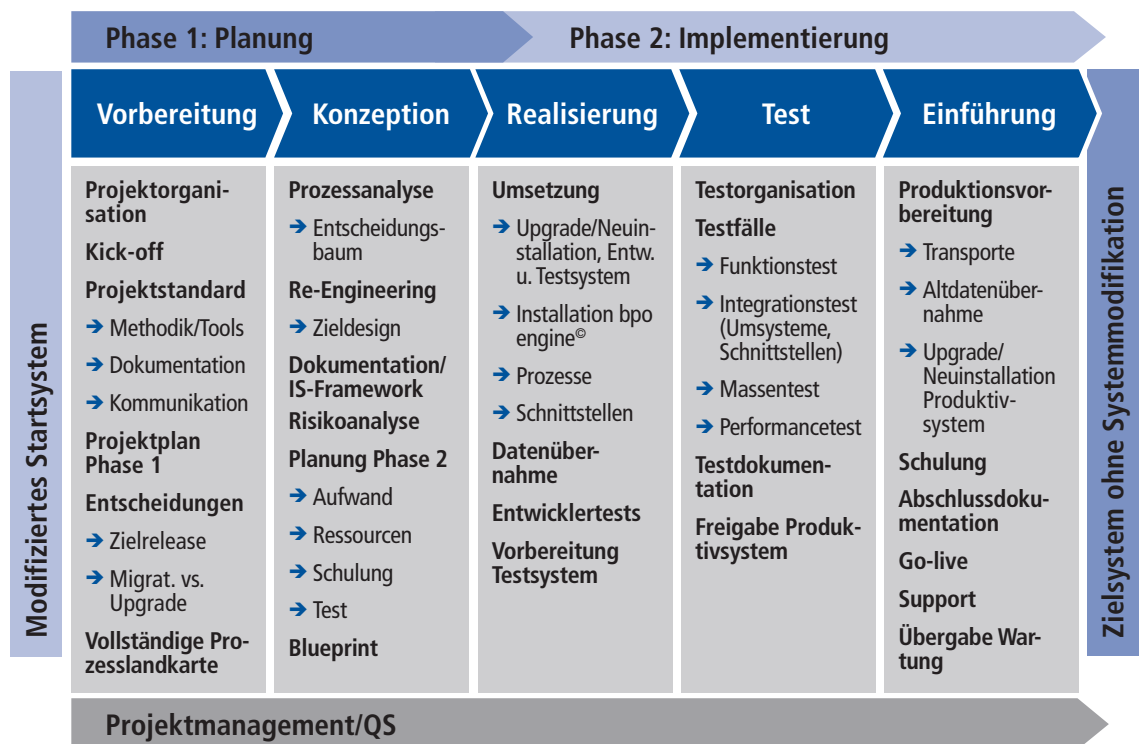 Phase 1: Planung
Phase 2: Implementierung
Modifiziertes Startsystem
Vorbereitung
Projektorgani-
sation
Kick-off
Projektstandard
➔ Methodik/Tools
➔ Dokumentation
➔ Kommunikation
Projektplan
Phase 1
Entscheidungen
➔ Zielrelease
➔ Migrat. vs.
Upgrade
Vollständige Pro-
zesslandkarte
Konzeption
Prozessanalyse
➔ Entscheidungs-
baum
Re-Engineering
➔ Zieldesign
Dokumentation/
IS-Framework
Risikoanalyse
Planung Phase 2
➔ Aufwand
➔ Ressourcen
➔ Schulung
➔ Test
Blueprint
Realisierung
Umsetzung
➔ Upgrade/Neuin-
stallation, Entw.
u. Testsystem
➔ Installation bpo
engine©
➔ Prozesse
➔ Schnittstellen
Datenüber-
nahme
Entwicklertests
Vorbereitung
Testsystem
Test
Testorganisation
Testfälle
➔ Funktionstest
➔ Integrationstest
(Umsysteme,
Schnittstellen)
➔ Massentest
➔ Performancetest
Testdokumen-
tation
Freigabe Produk-
tivsystem
Einführung
Produktionsvor-
bereitung
➔ Transporte
➔ Altdatenüber-
nahme
➔ Upgrade/
Neuinstallation
Produktiv-
system
Schulung
Abschlussdoku-
mentation
Go-live
Support
Übergabe War-
tung
Zielsystem ohne Systemmodifikation
Projektmanagement/QS